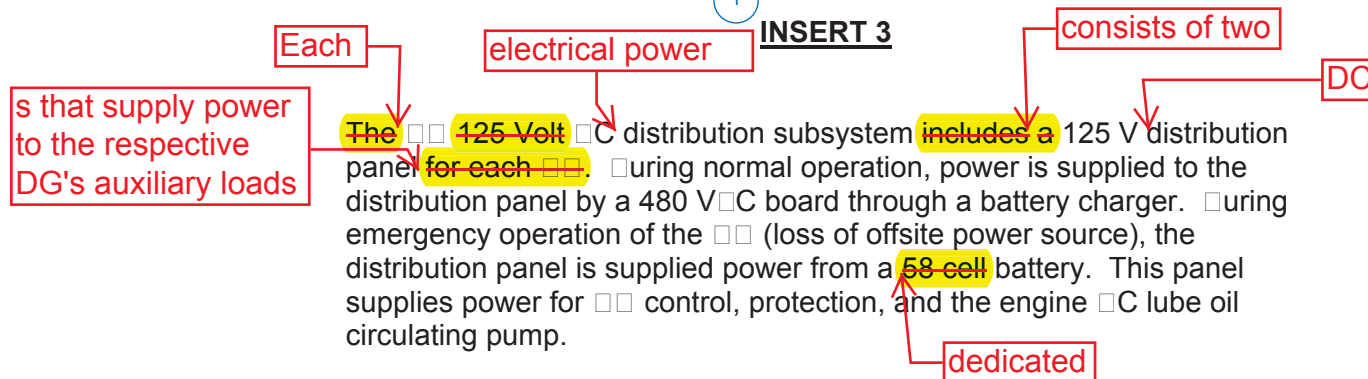 1
INSERT 3
Each
electrical power
consists of two
DC
s that supply power
to the respective
DG's auxiliary loads
The □□ 125 Volt □C distribution subsystem includes a 125 V distribution
panel for each □□. □uring normal operation, power is supplied to the
distribution panel by a 480 V□C board through a battery charger. □uring
emergency operation of the □□ (loss of offsite power source), the
distribution panel is supplied power from a 58 cell battery. This panel
supplies power for □□ control, protection, and the engine □C lube oil
circulating pump.
dedicated